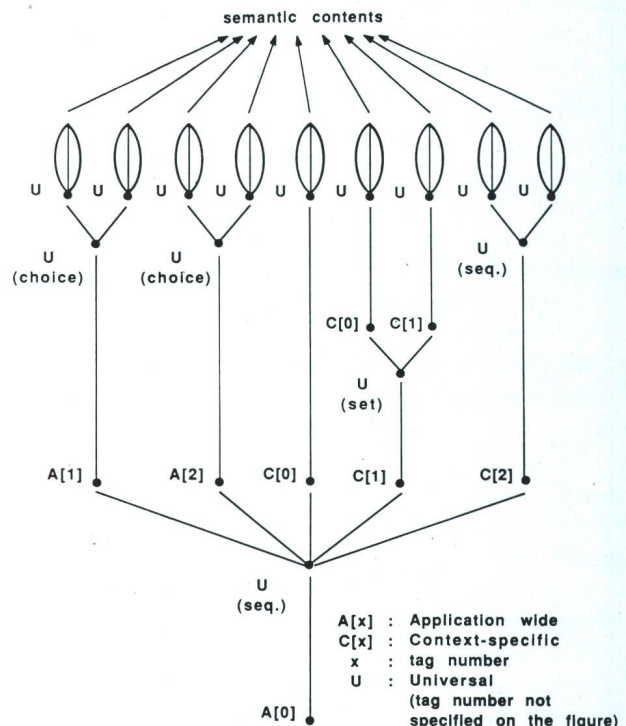 semantic contents
U U U U U U U U U
U
(choice)
U
(choice)
U
(seq.)
C[0] C[1]
U
(set)
A[1] A[2] C[0] C[1] C[2]
U
(seq.)
A[x] : Application wide
C[x] : Context-specific
x : tag number
U : Universal
(tag number not
specified on the figure)
A[0]